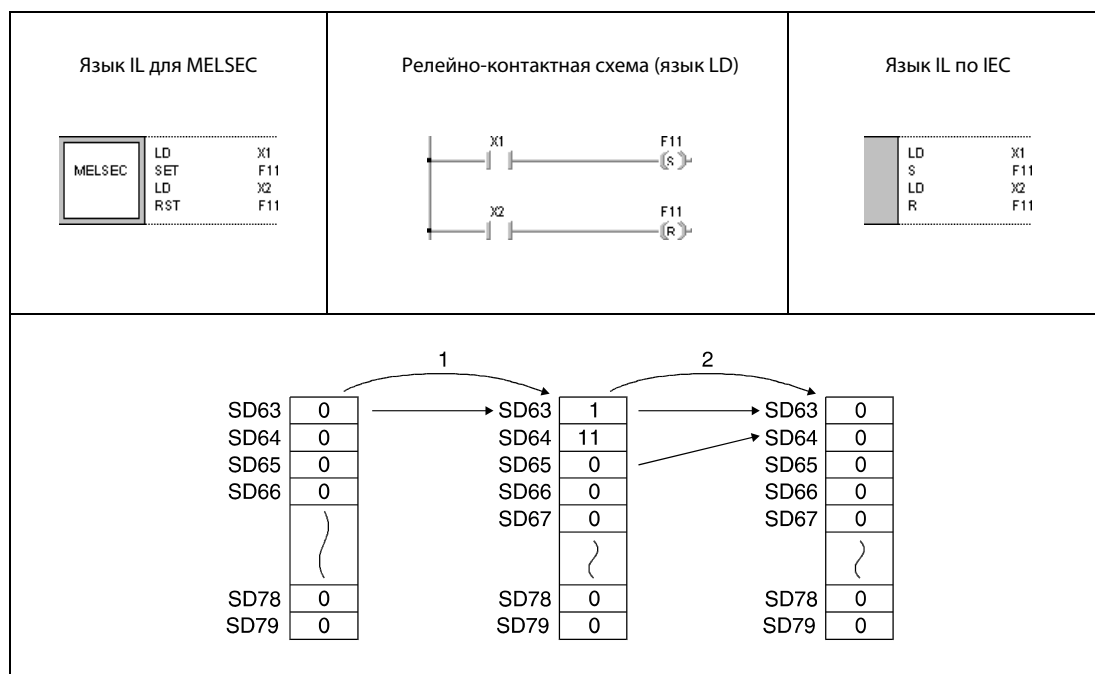 Язык IL для MELSEC
Релейно-контактная схема (язык LD)
Язык IL по IEC
MELSEC
LD X1
SET F11
LD X2
RST F11
X1 F11
S
X2 F11
R
LD X1
S F11
LD X2
R F11
1 2
SD63 0 SD63 1 SD63 0
SD64 0 SD64 11 SD64 0
SD65 0 SD65 0 SD65 0
SD66 0 SD66 0 SD66 0
SD67 0 SD67 0
SD78 0 SD78 0 SD78 0
SD79 0 SD79 0 SD79 0